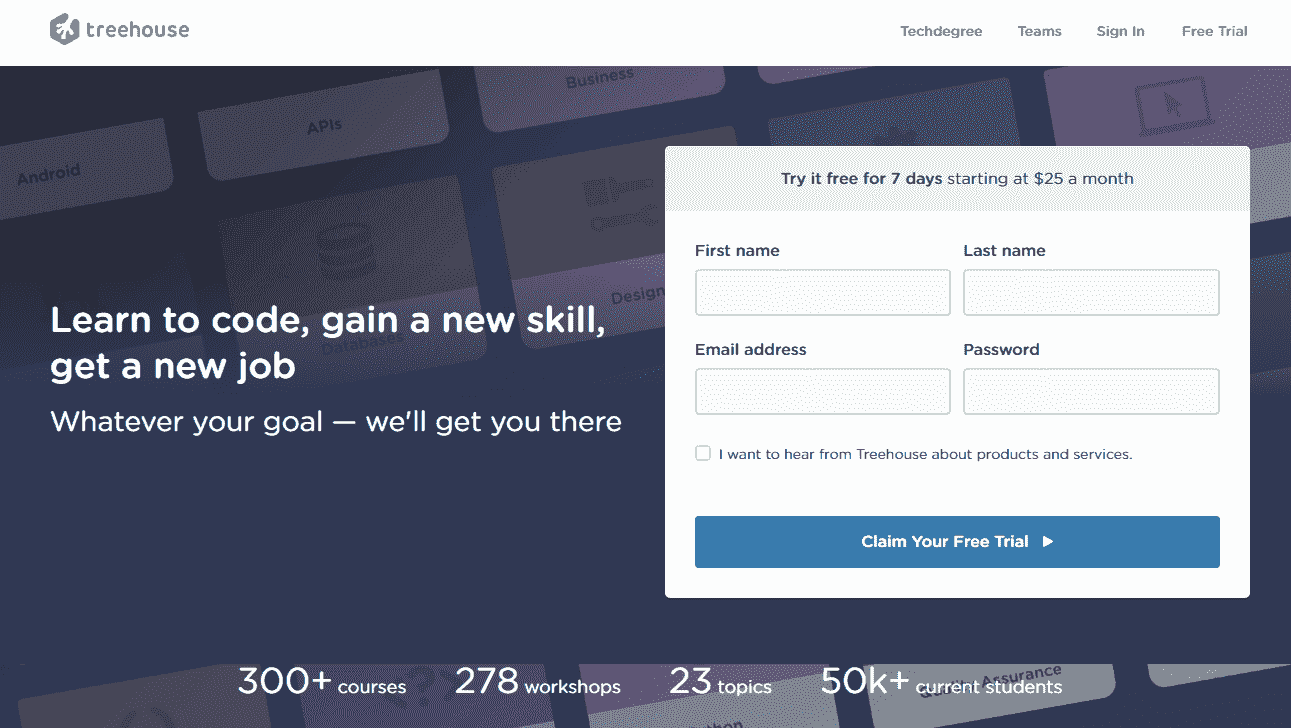 treehouse
Techdegree
Teams
Sign In
Free Trial
Business
APIs
Android
Try it free for 7 days starting at $25 a month
First name
Last name
Design
Databases
Learn to code, gain a new skill,
get a new job
Whatever your goal — we'll get you there
Email address
Password
I want to hear from Treehouse about products and services.
Claim Your Free Trial
300+ courses
278 workshops
23 topics
50k+ current students
Quality Assurance